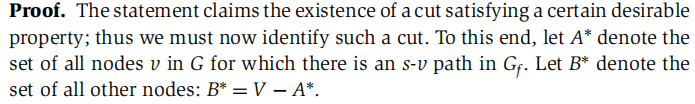 Proof. The statement claims the existence of a cut satisfying a certain desirable
property; thus we must now identify such a cut. To this end, let A* denote the
set of all nodes v in G for which there is an s-v path in G_f. Let B* denote the
set of all other nodes: B* = V − A*.